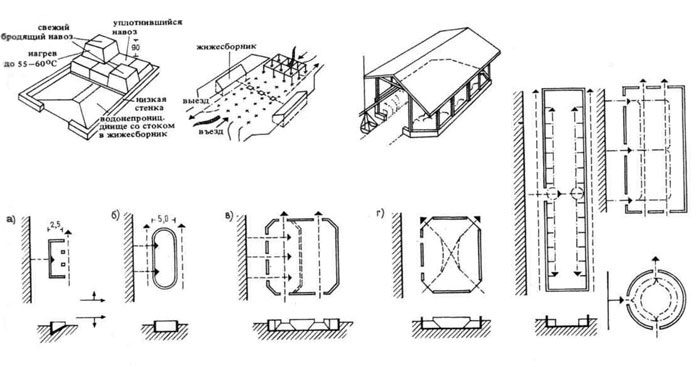 свежий
бродящий навоз
нагрев
до 55–60°С
уплотнившийся
навоз
90
низкая
стенка
водонепрониц.
днище со стоком
в жижесборник
жижесборник
выезд
въезд
а)
2,5
б)
5,0
в)
г)